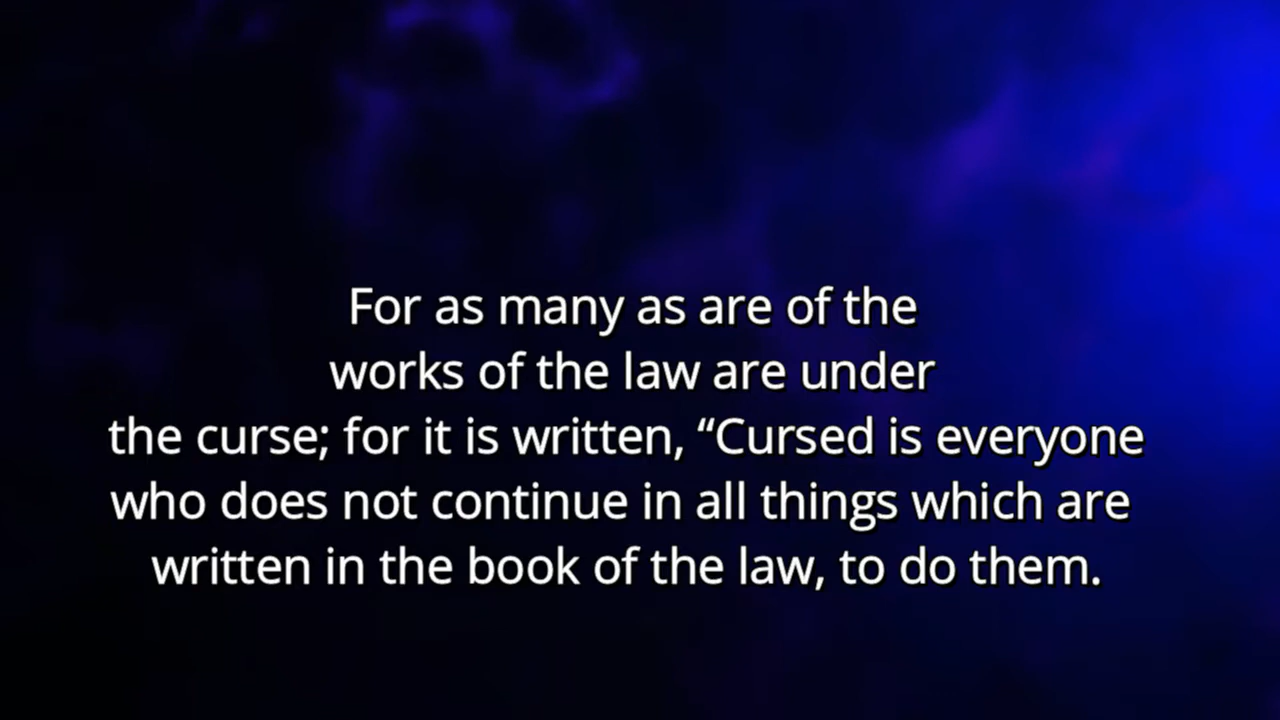 For as many as are of the
works of the law are under
the curse; for it is written, “Cursed is everyone
who does not continue in all things which are
written in the book of the law, to do them.